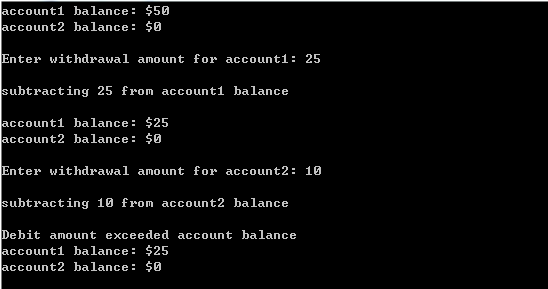 account1 balance: $50
account2 balance: $0
Enter withdrawal amount for account1: 25
subtracting 25 from account1 balance
account1 balance: $25
account2 balance: $0
Enter withdrawal amount for account2: 10
subtracting 10 from account2 balance
Debit amount exceeded account balance
account1 balance: $25
account2 balance: $0